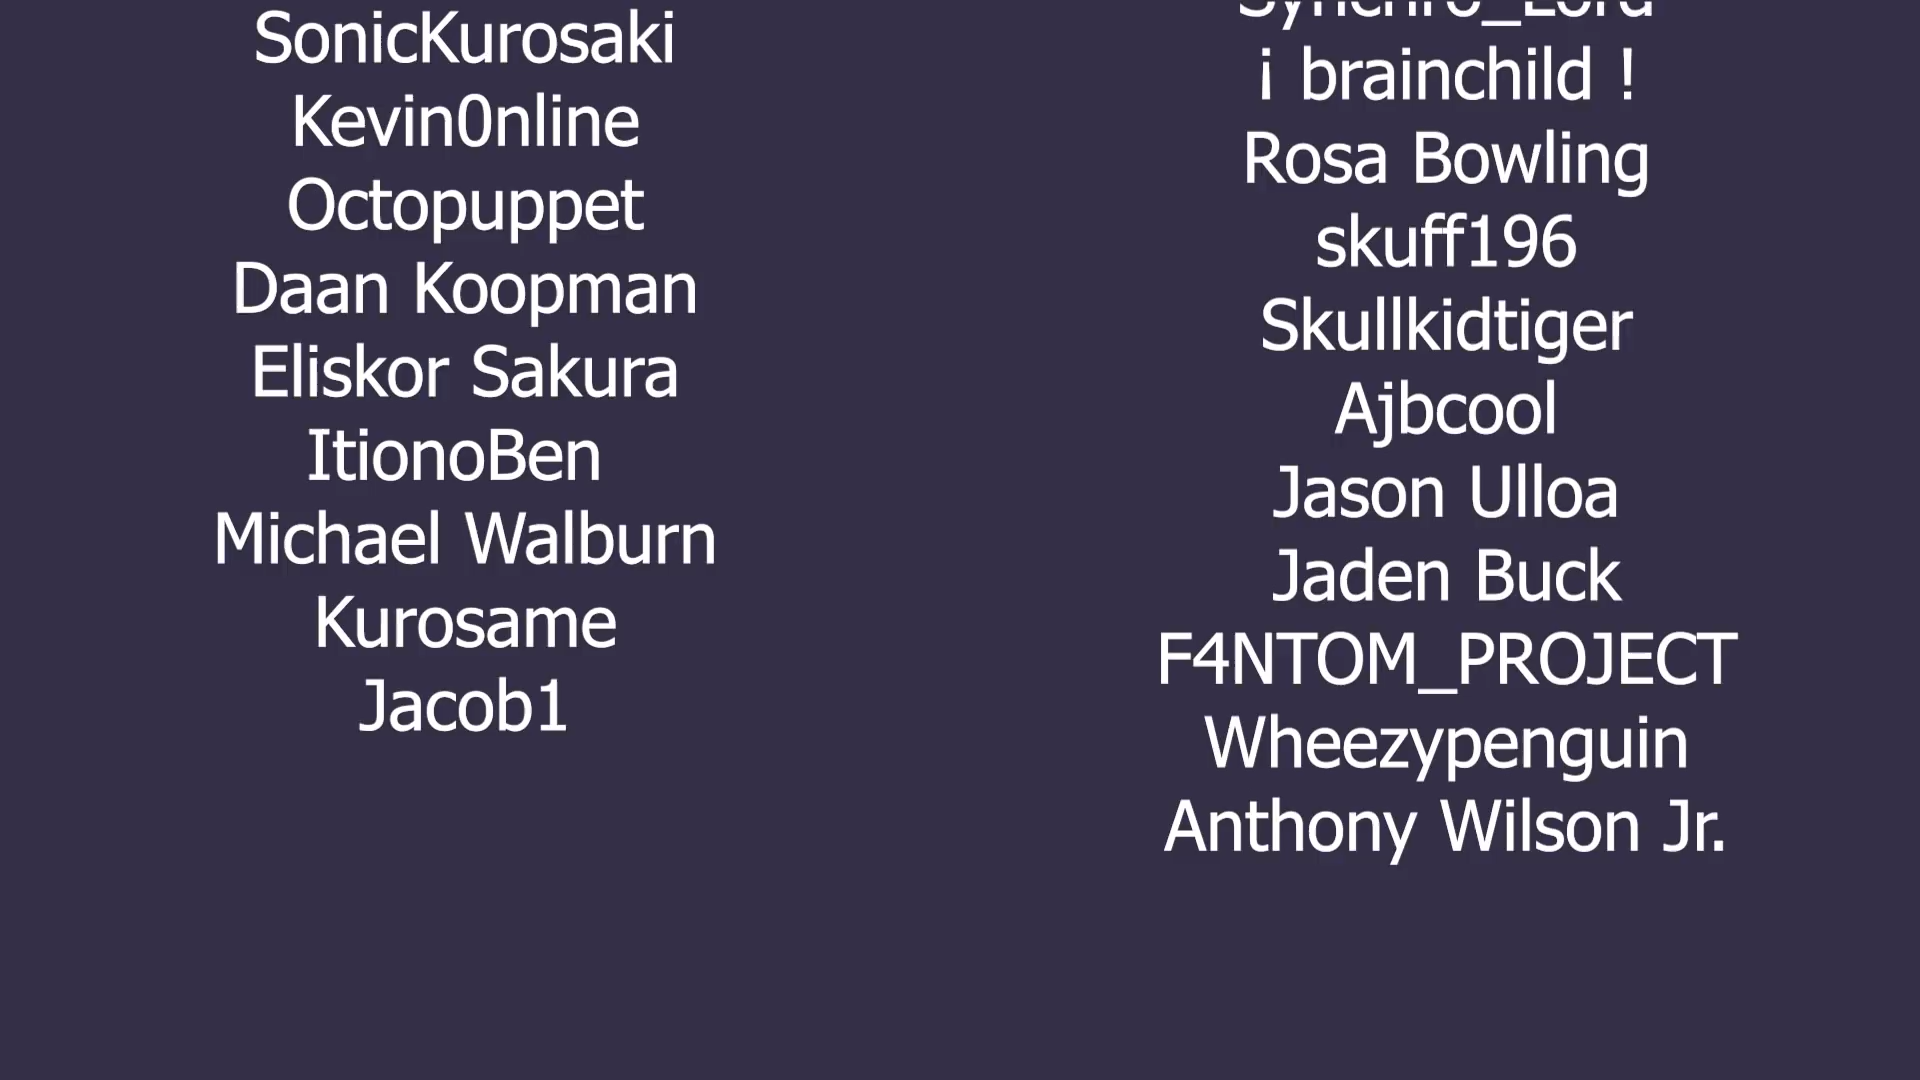 SonicKurosaki
Kevin0nline
Octopuppet
Daan Koopman
Eliskor Sakura
ItionoBen
Michael Walburn
Kurosame
Jacob1
Synchro_Lord
¡ brainchild !
Rosa Bowling
skuff196
Skullkidtiger
Ajbcool
Jason Ulloa
Jaden Buck
F4NTOM_PROJECT
Wheezypenguin
Anthony Wilson Jr.